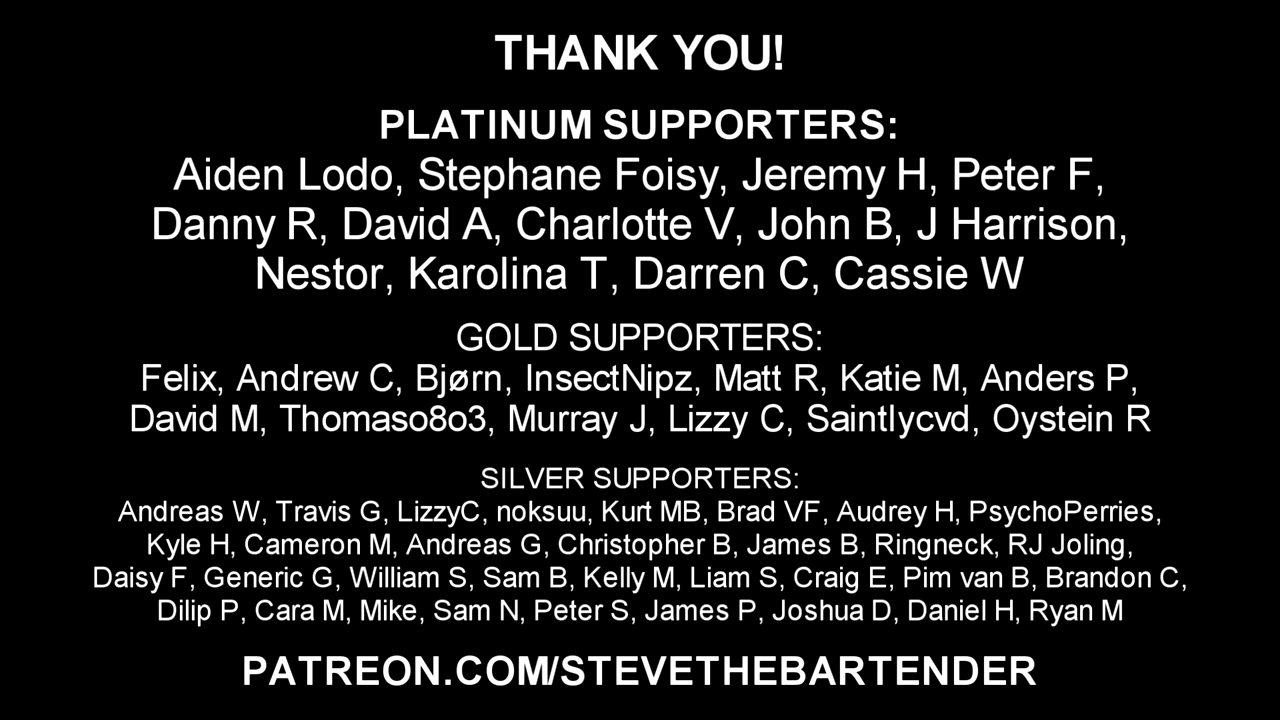 THANK YOU!
PLATINUM SUPPORTERS:
Aiden Lodo, Stephane Foisy, Jeremy H, Peter F,
Danny R, David A, Charlotte V, John B, J Harrison,
Nestor, Karolina T, Darren C, Cassie W
GOLD SUPPORTERS:
Felix, Andrew C, Bjørn, InsectNipz, Matt R, Katie M, Anders P,
David M, Thomaso8o3, Murray J, Lizzy C, Saintlycvd, Oystein R
SILVER SUPPORTERS:
Andreas W, Travis G, LizzyC, noksuu, Kurt MB, Brad VF, Audrey H, PsychoPerries,
Kyle H, Cameron M, Andreas G, Christopher B, James B, Ringneck, RJ Joling,
Daisy F, Generic G, William S, Sam B, Kelly M, Liam S, Craig E, Pim van B, Brandon C,
Dilip P, Cara M, Mike, Sam N, Peter S, James P, Joshua D, Daniel H, Ryan M
PATREON.COM/STEVETHEBARTENDER